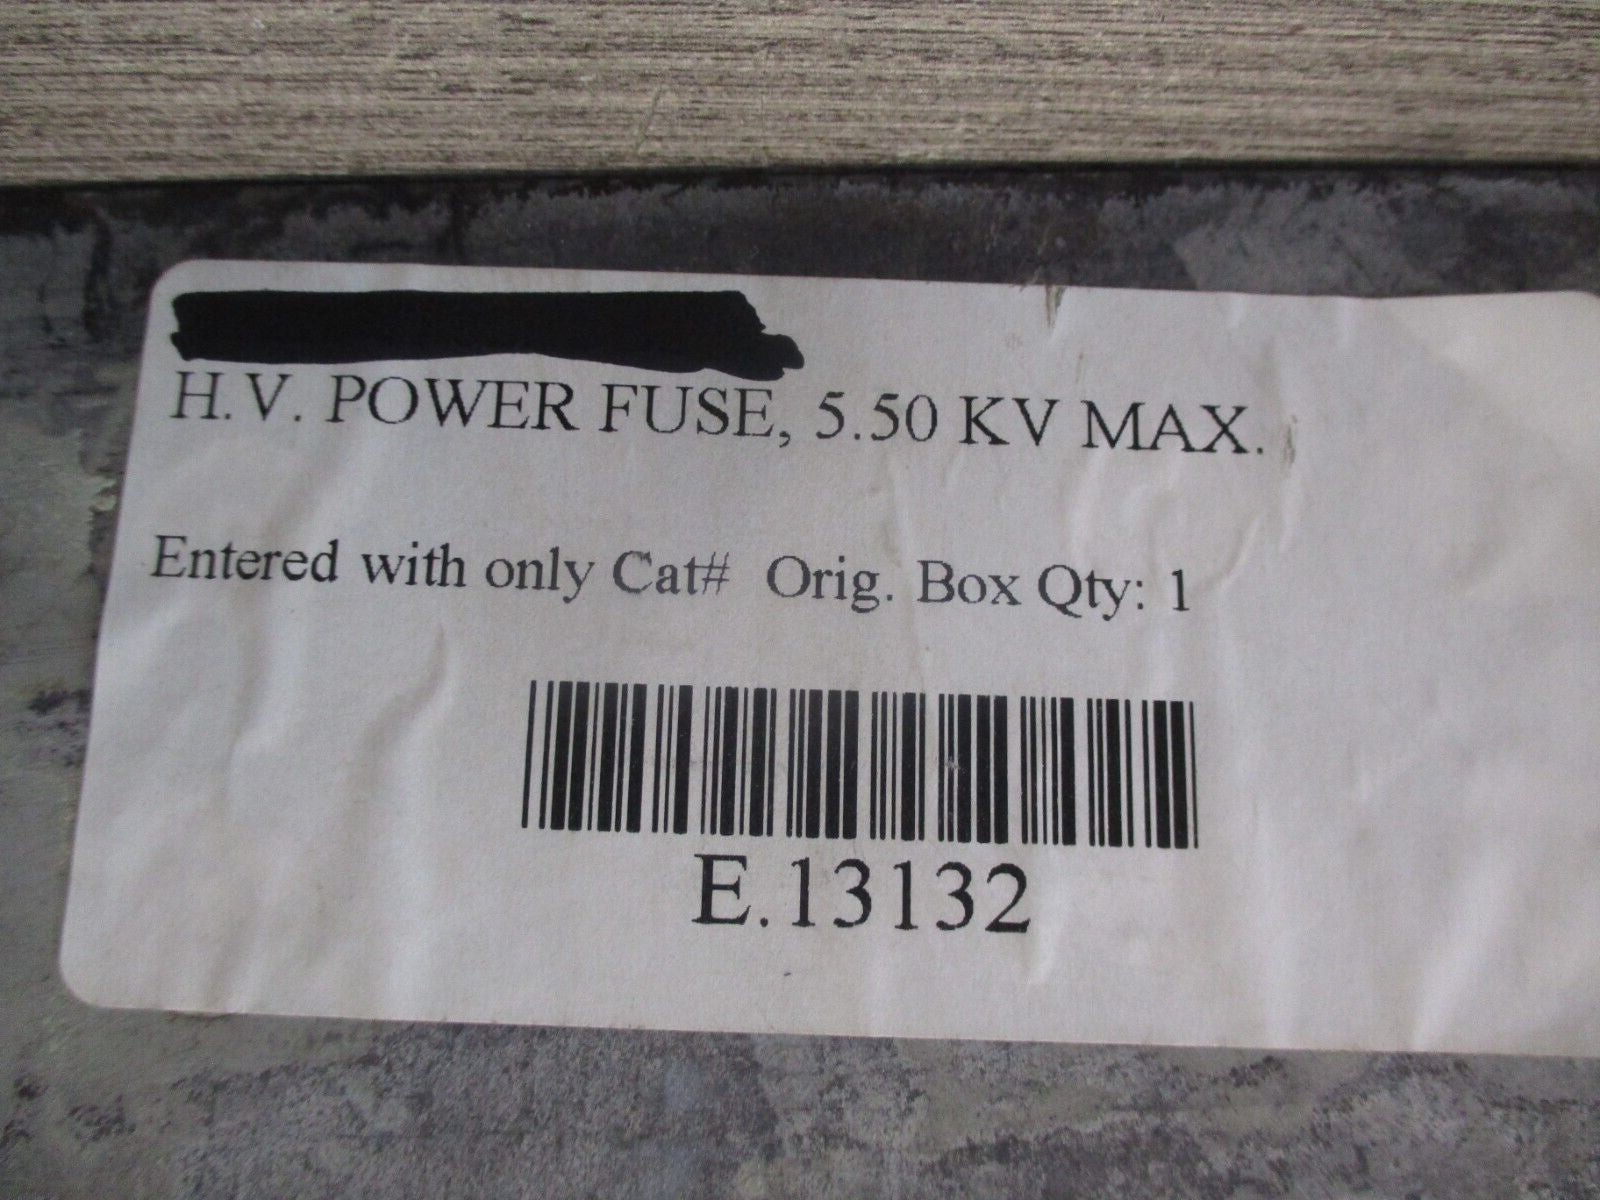 H.V. POWER FUSE, 5.50 KV MAX.
Entered with only Cat# Orig. Box Qty: 1
E.13132